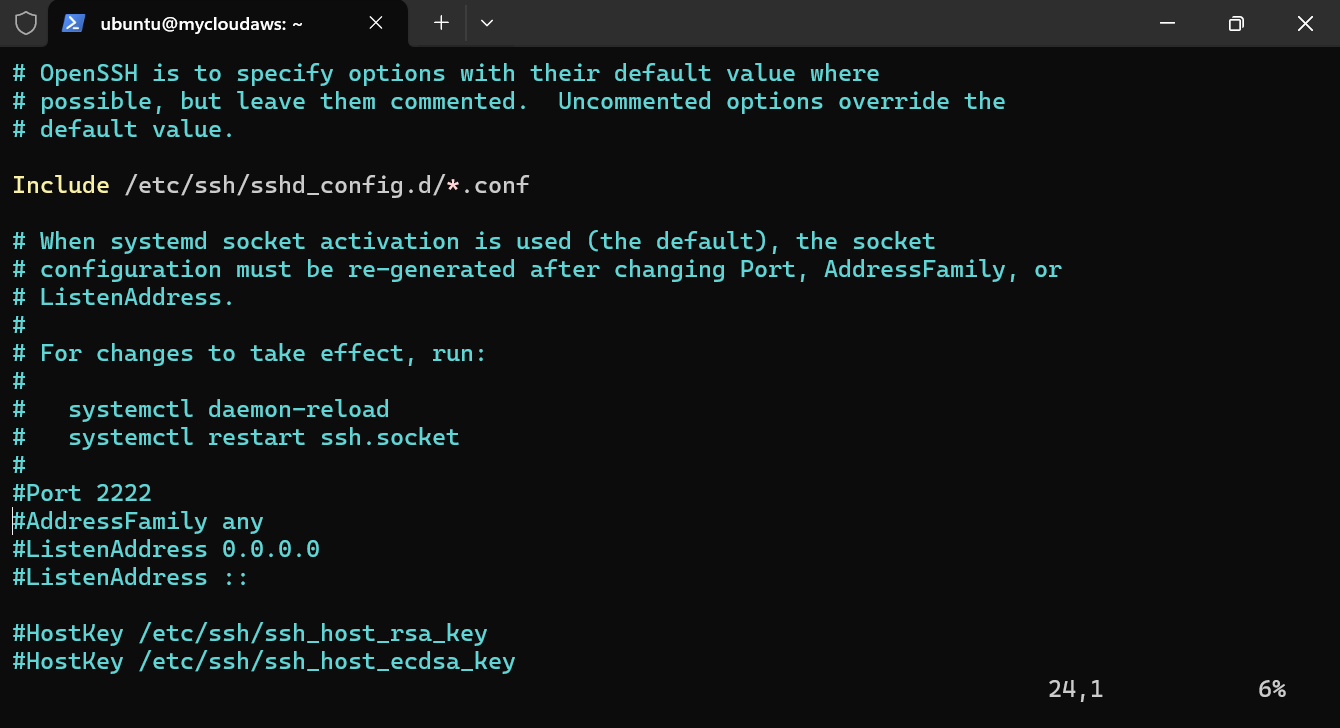 ubuntu@mycloudaws: ~
# OpenSSH is to specify options with their default value where
# possible, but leave them commented.  Uncommented options override the
# default value.
Include /etc/ssh/sshd_config.d/*.conf
# When systemd socket activation is used (the default), the socket
# configuration must be re-generated after changing Port, AddressFamily, or
# ListenAddress.
#
# For changes to take effect, run:
#
#   systemctl daemon-reload
#   systemctl restart ssh.socket
#
#Port 2222
#AddressFamily any
#ListenAddress 0.0.0.0
#ListenAddress ::
#HostKey /etc/ssh/ssh_host_rsa_key
#HostKey /etc/ssh/ssh_host_ecdsa_key
24,1 6%